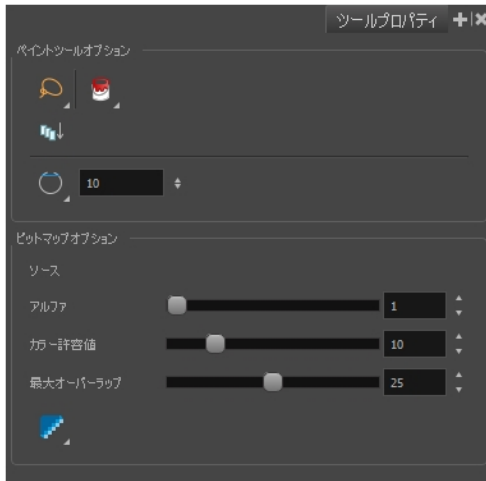 ツールプロパティ
ペイントツールオプション
10
ビットマップオプション
ソース
アルファ 1
カラー許容値 10
最大オーバーラップ 25